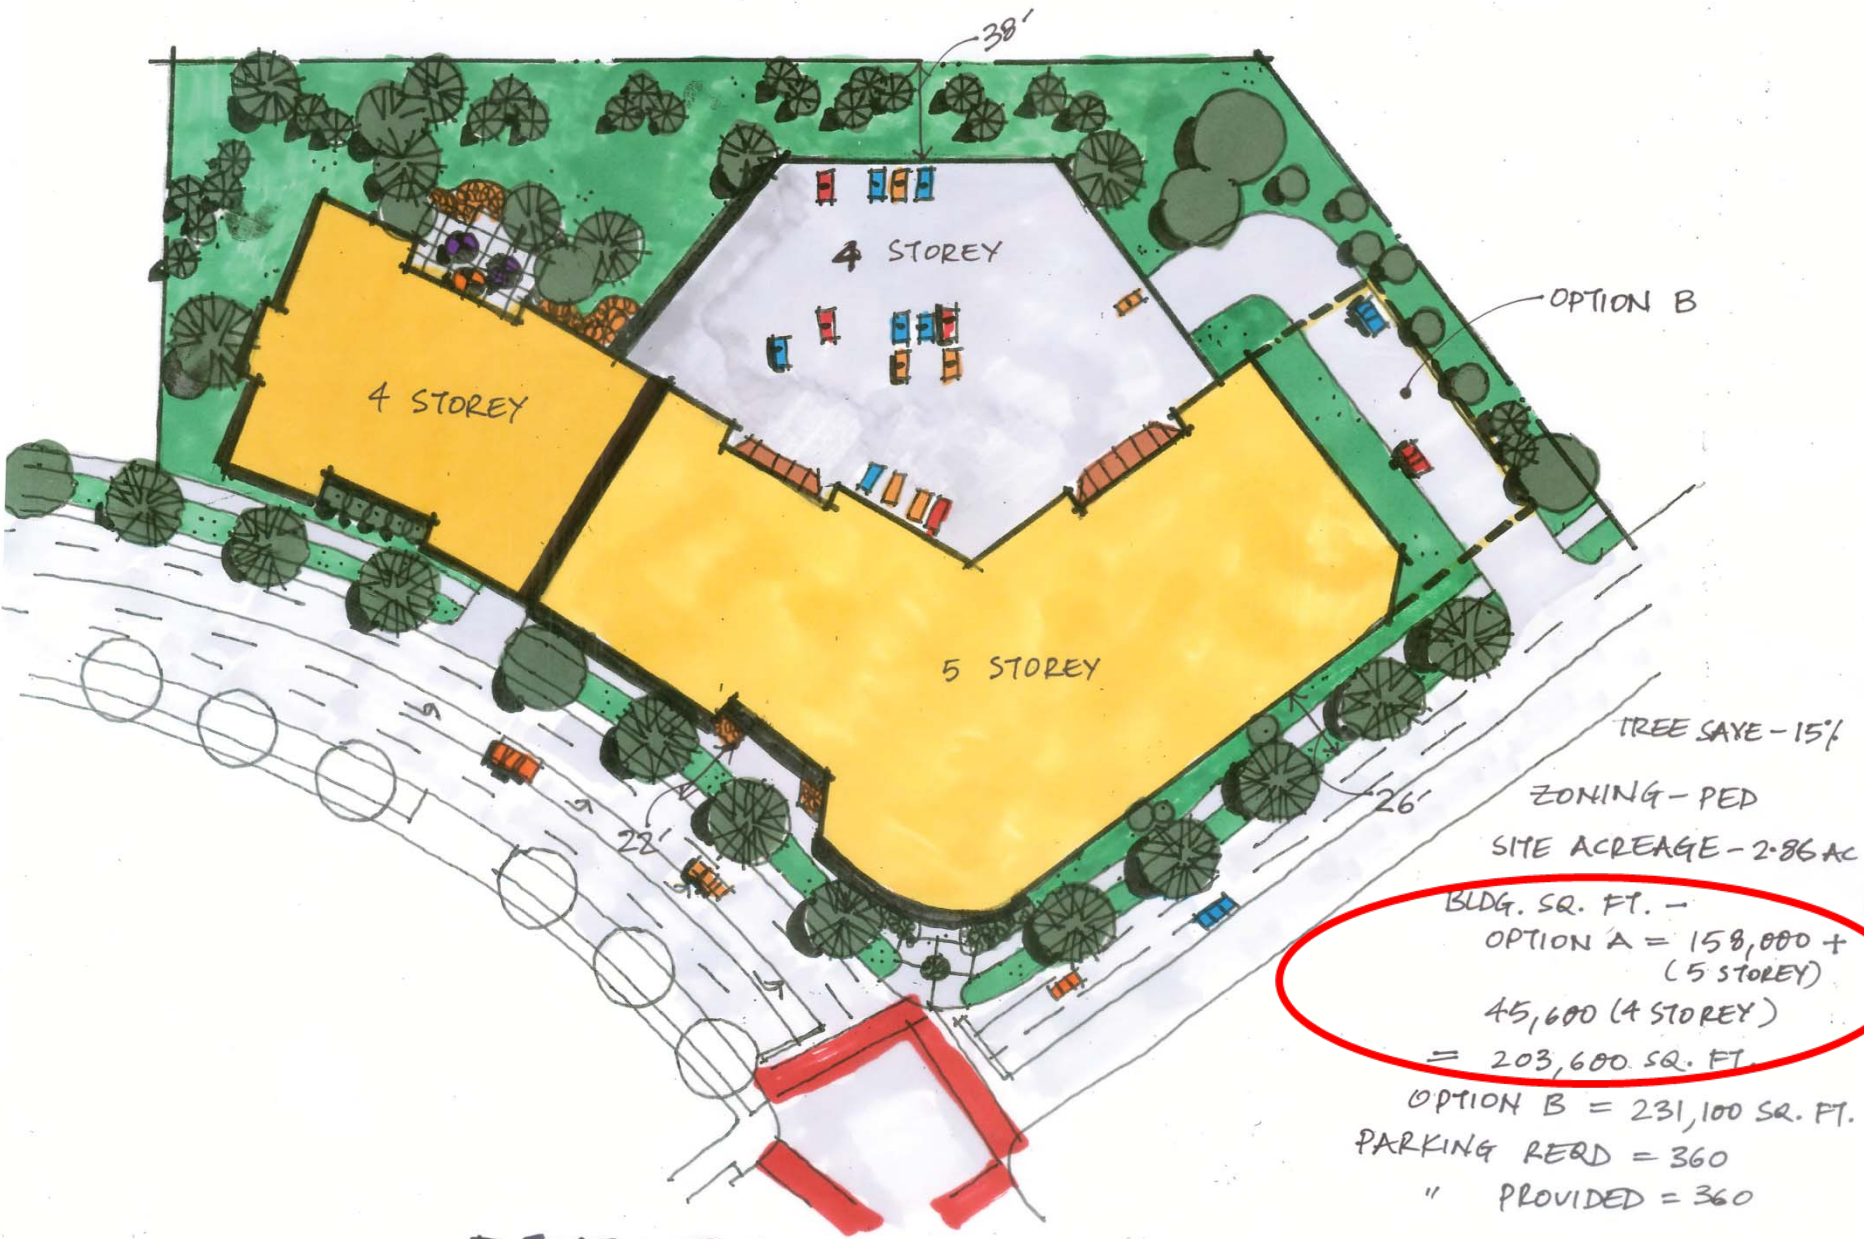 38'
4 STOREY
OPTION B
4 STOREY
5 STOREY
TREE SAVE - 15%
26'
ZONING - PED
22'
SITE ACREAGE - 2.86 AC
BLDG. SQ. FT. -
OPTION A = 158,000 +
(5 STOREY)
45,600 (4 STOREY)
= 203,600 SQ. FT.
OPTION B = 231,100 SQ. FT.
PARKING REQD = 360
" PROVIDED = 360